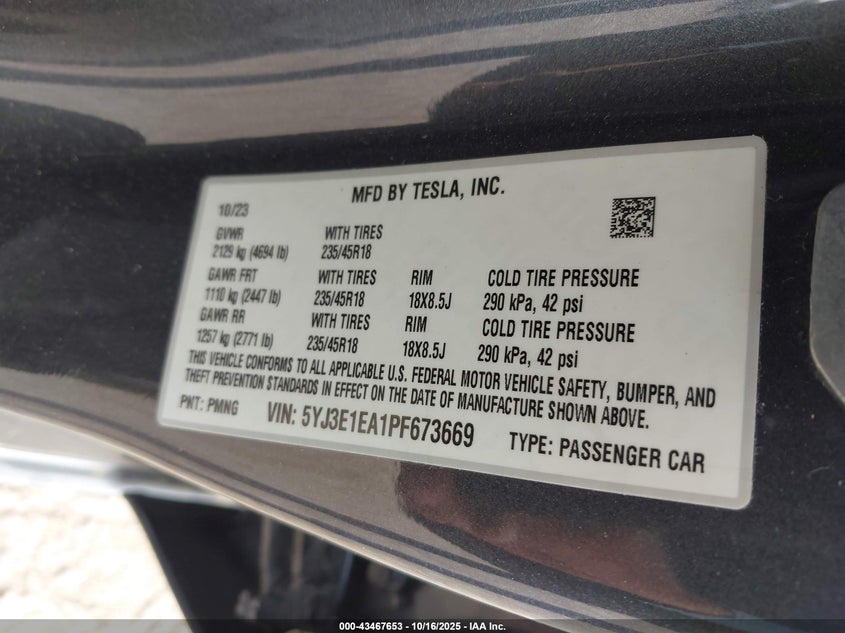 MFD BY TESLA, INC.
10/23
GVWR WITH TIRES
2129 kg (4694 lb) 235/45R18
GAWR FRT WITH TIRES RIM COLD TIRE PRESSURE
1110 kg (2447 lb) 235/45R18 18X8.5J 290 kPa, 42 psi
GAWR RR WITH TIRES RIM COLD TIRE PRESSURE
1257 kg (2771 lb) 235/45R18 18X8.5J 290 kPa, 42 psi
THIS VEHICLE CONFORMS TO ALL APPLICABLE U.S. FEDERAL MOTOR VEHICLE SAFETY, BUMPER, AND
THEFT PREVENTION STANDARDS IN EFFECT ON THE DATE OF MANUFACTURE SHOWN ABOVE.
PNT: PMNG VIN: 5YJ3E1EA1PF673669 TYPE: PASSENGER CAR
000-43467653 - 10/16/2025 - IAA Inc.